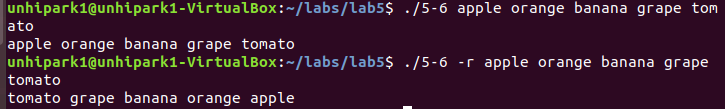 unhipark1@unhipark1-VirtualBox:~/labs/lab5$ ./5-6 apple orange banana grape tom
ato
apple orange banana grape tomato
unhipark1@unhipark1-VirtualBox:~/labs/lab5$ ./5-6 -r apple orange banana grape
tomato
tomato grape banana orange apple